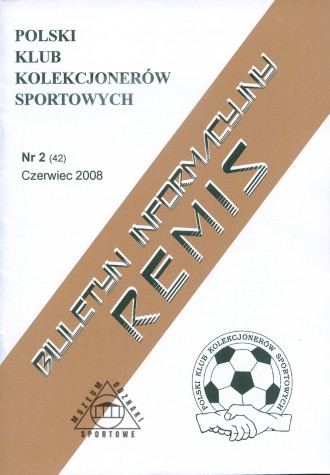 POLSKI
KLUB
KOLEKCJONERÓW
SPORTOWYCH
Nr 2 (42)
Czerwiec 2008
BIULETYN INFORMACYJNY
REMIS
MUZEUM ODZNAKI
SPORTOWE
POLSKI KLUB KOLEKCJONERÓW SPORTOWYCH